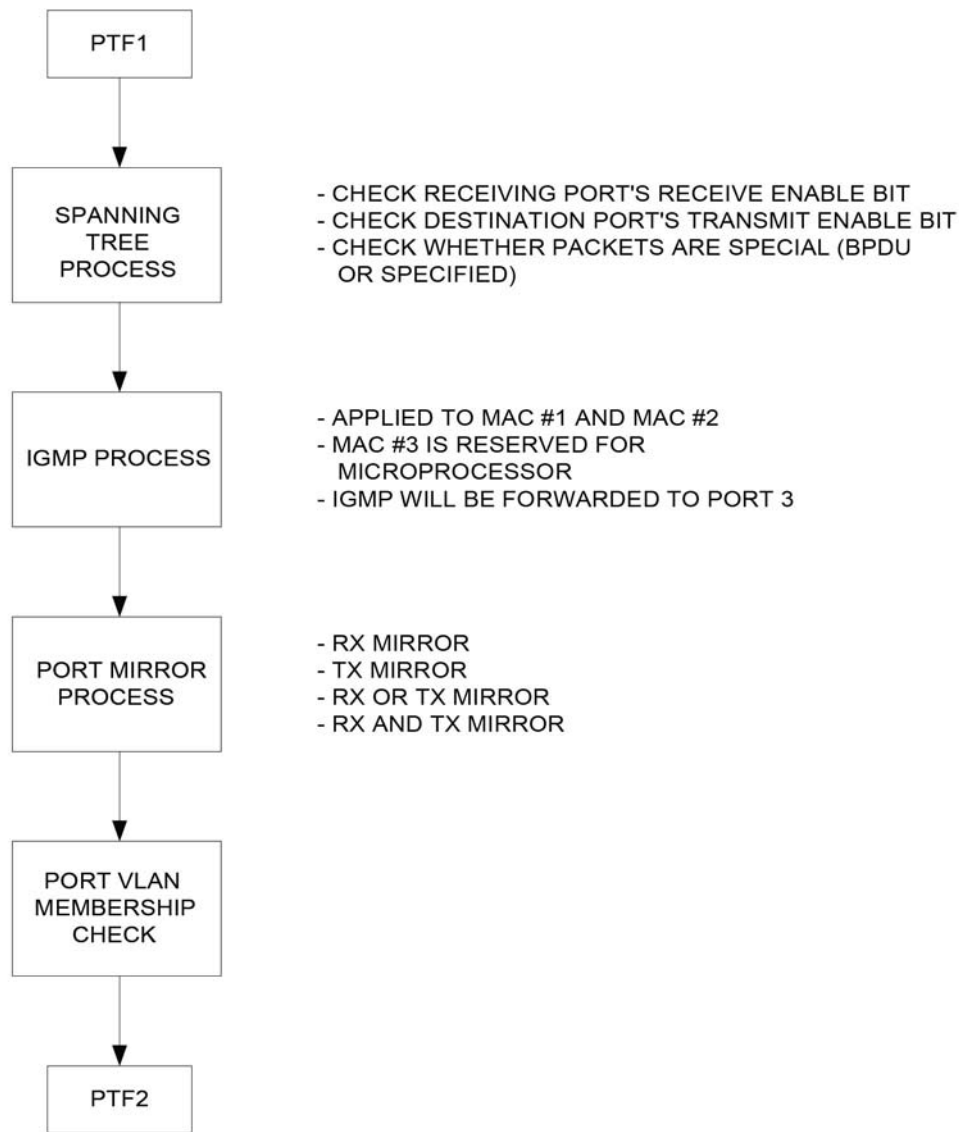 PTF1
SPANNING
TREE
PROCESS
- CHECK RECEIVING PORT'S RECEIVE ENABLE BIT
- CHECK DESTINATION PORT'S TRANSMIT ENABLE BIT
- CHECK WHETHER PACKETS ARE SPECIAL (BPDU
OR SPECIFIED)
IGMP PROCESS
- APPLIED TO MAC #1 AND MAC #2
- MAC #3 IS RESERVED FOR
MICROPROCESSOR
- IGMP WILL BE FORWARDED TO PORT 3
PORT MIRROR
PROCESS
- RX MIRROR
- TX MIRROR
- RX OR TX MIRROR
- RX AND TX MIRROR
PORT VLAN
MEMBERSHIP
CHECK
PTF2